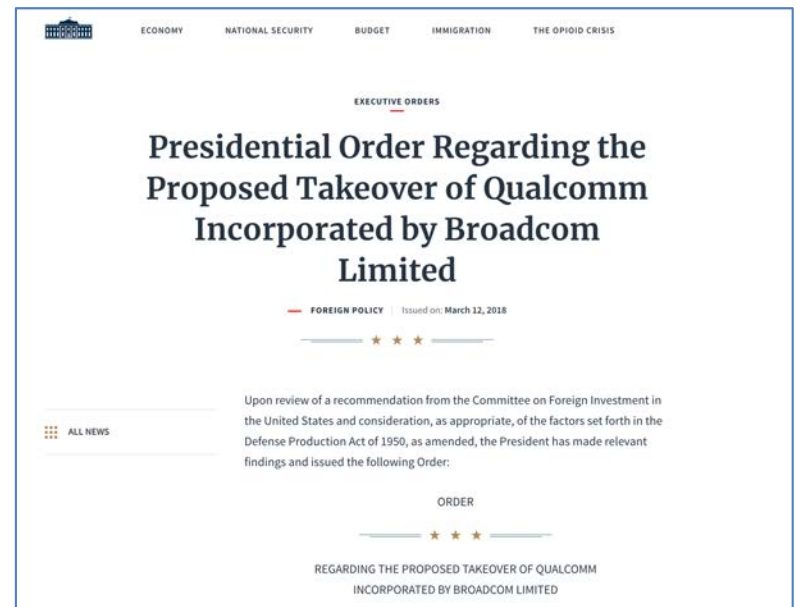 ECONOMY NATIONAL SECURITY BUDGET IMMIGRATION THE OPIOID CRISIS
EXECUTIVE ORDERS
Presidential Order Regarding the
Proposed Takeover of Qualcomm
Incorporated by Broadcom
Limited
FOREIGN POLICY | Issued on: March 12, 2018
ALL NEWS
Upon review of a recommendation from the Committee on Foreign Investment in
the United States and consideration, as appropriate, of the factors set forth in the
Defense Production Act of 1950, as amended, the President has made relevant
findings and issued the following Order:
ORDER
REGARDING THE PROPOSED TAKEOVER OF QUALCOMM
INCORPORATED BY BROADCOM LIMITED